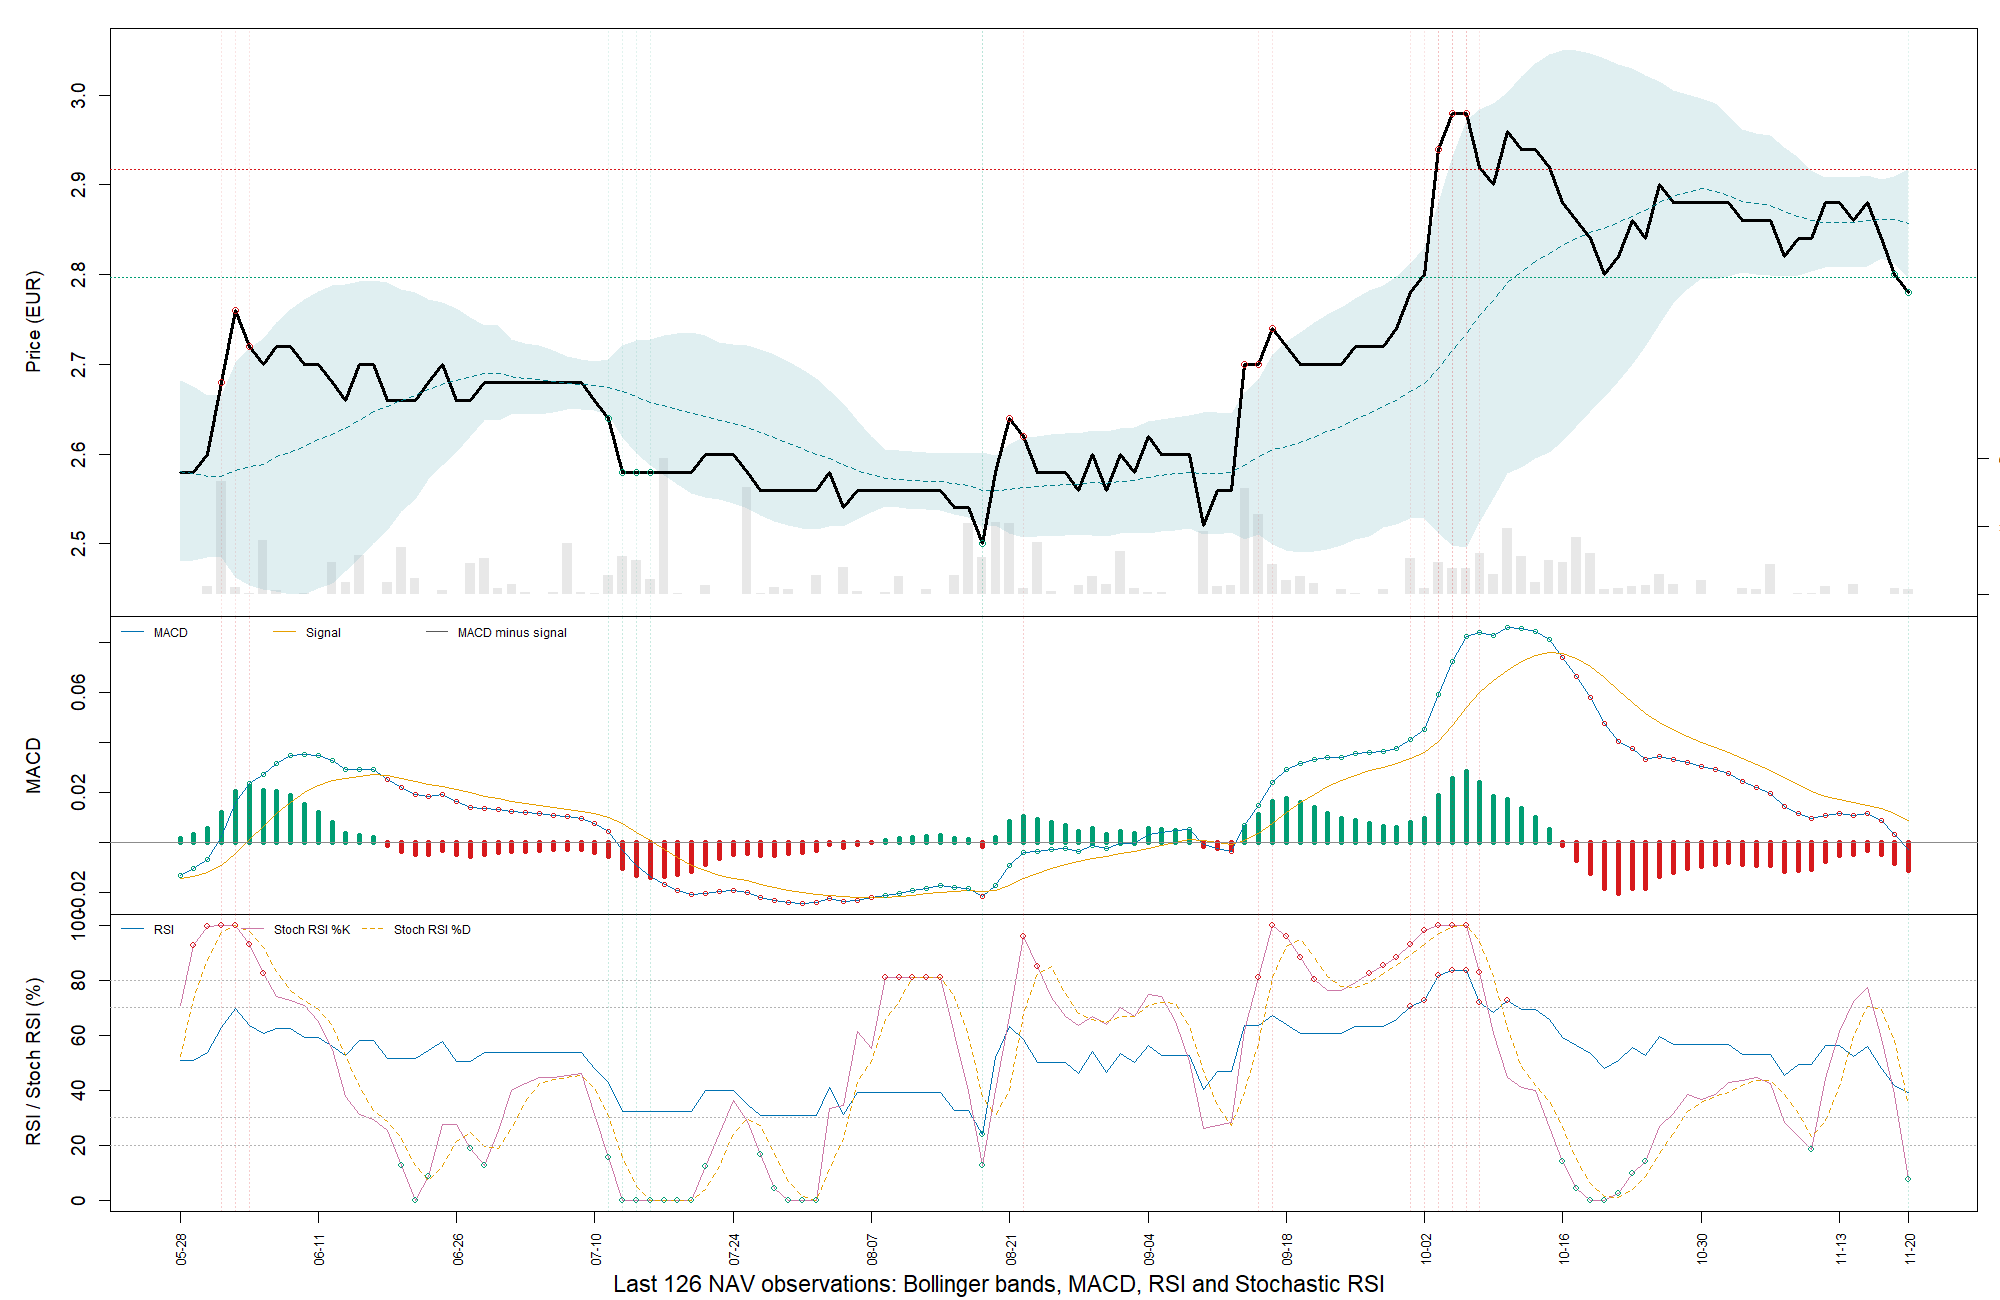 Price (EUR)
3.0
2.9
2.8
2.7
2.6
2.5
MACD
Signal
MACD minus signal
MACD
0.06
0.02
-0.02
RSI
Stoch RSI %K
Stoch RSI %D
RSI / Stoch RSI (%)
100
80
60
40
20
0
05-28
06-11
06-26
07-10
07-24
08-07
08-21
09-04
09-18
10-02
10-16
10-30
11-13
11-20
Last 126 NAV observations: Bollinger bands, MACD, RSI and Stochastic RSI